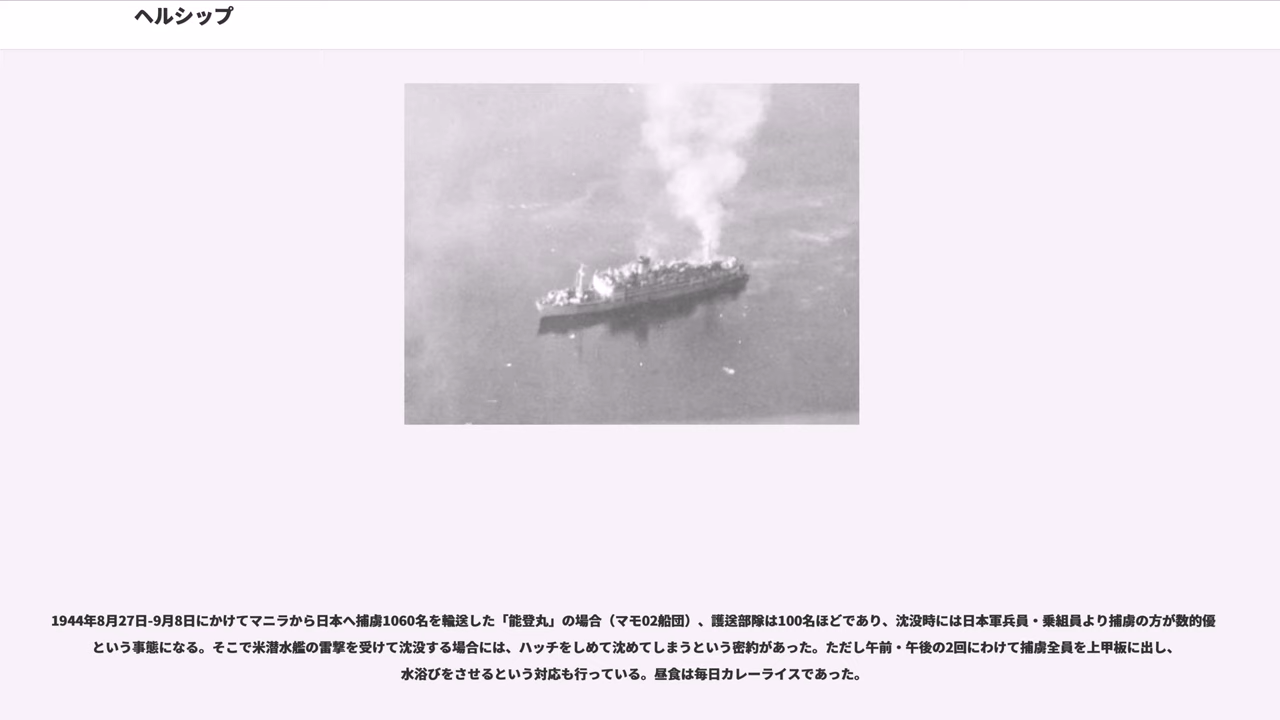 ヘルシップ
1944年8月27日-9月8日にかけてマニラから日本へ捕虜1060名を輸送した「能登丸」の場合（マモ02船団）、護送部隊は100名ほどであり、沈没時には日本軍兵員・乗組員より捕虜の方が数的優
という事態になる。そこで米潜水艦の雷撃を受けて沈没する場合には、ハッチをしめて沈めてしまうという密約があった。ただし午前・午後の2回にわけて捕虜全員を上甲板に出し、
水浴びをさせるという対応も行っている。昼食は毎日カレーライスであった。